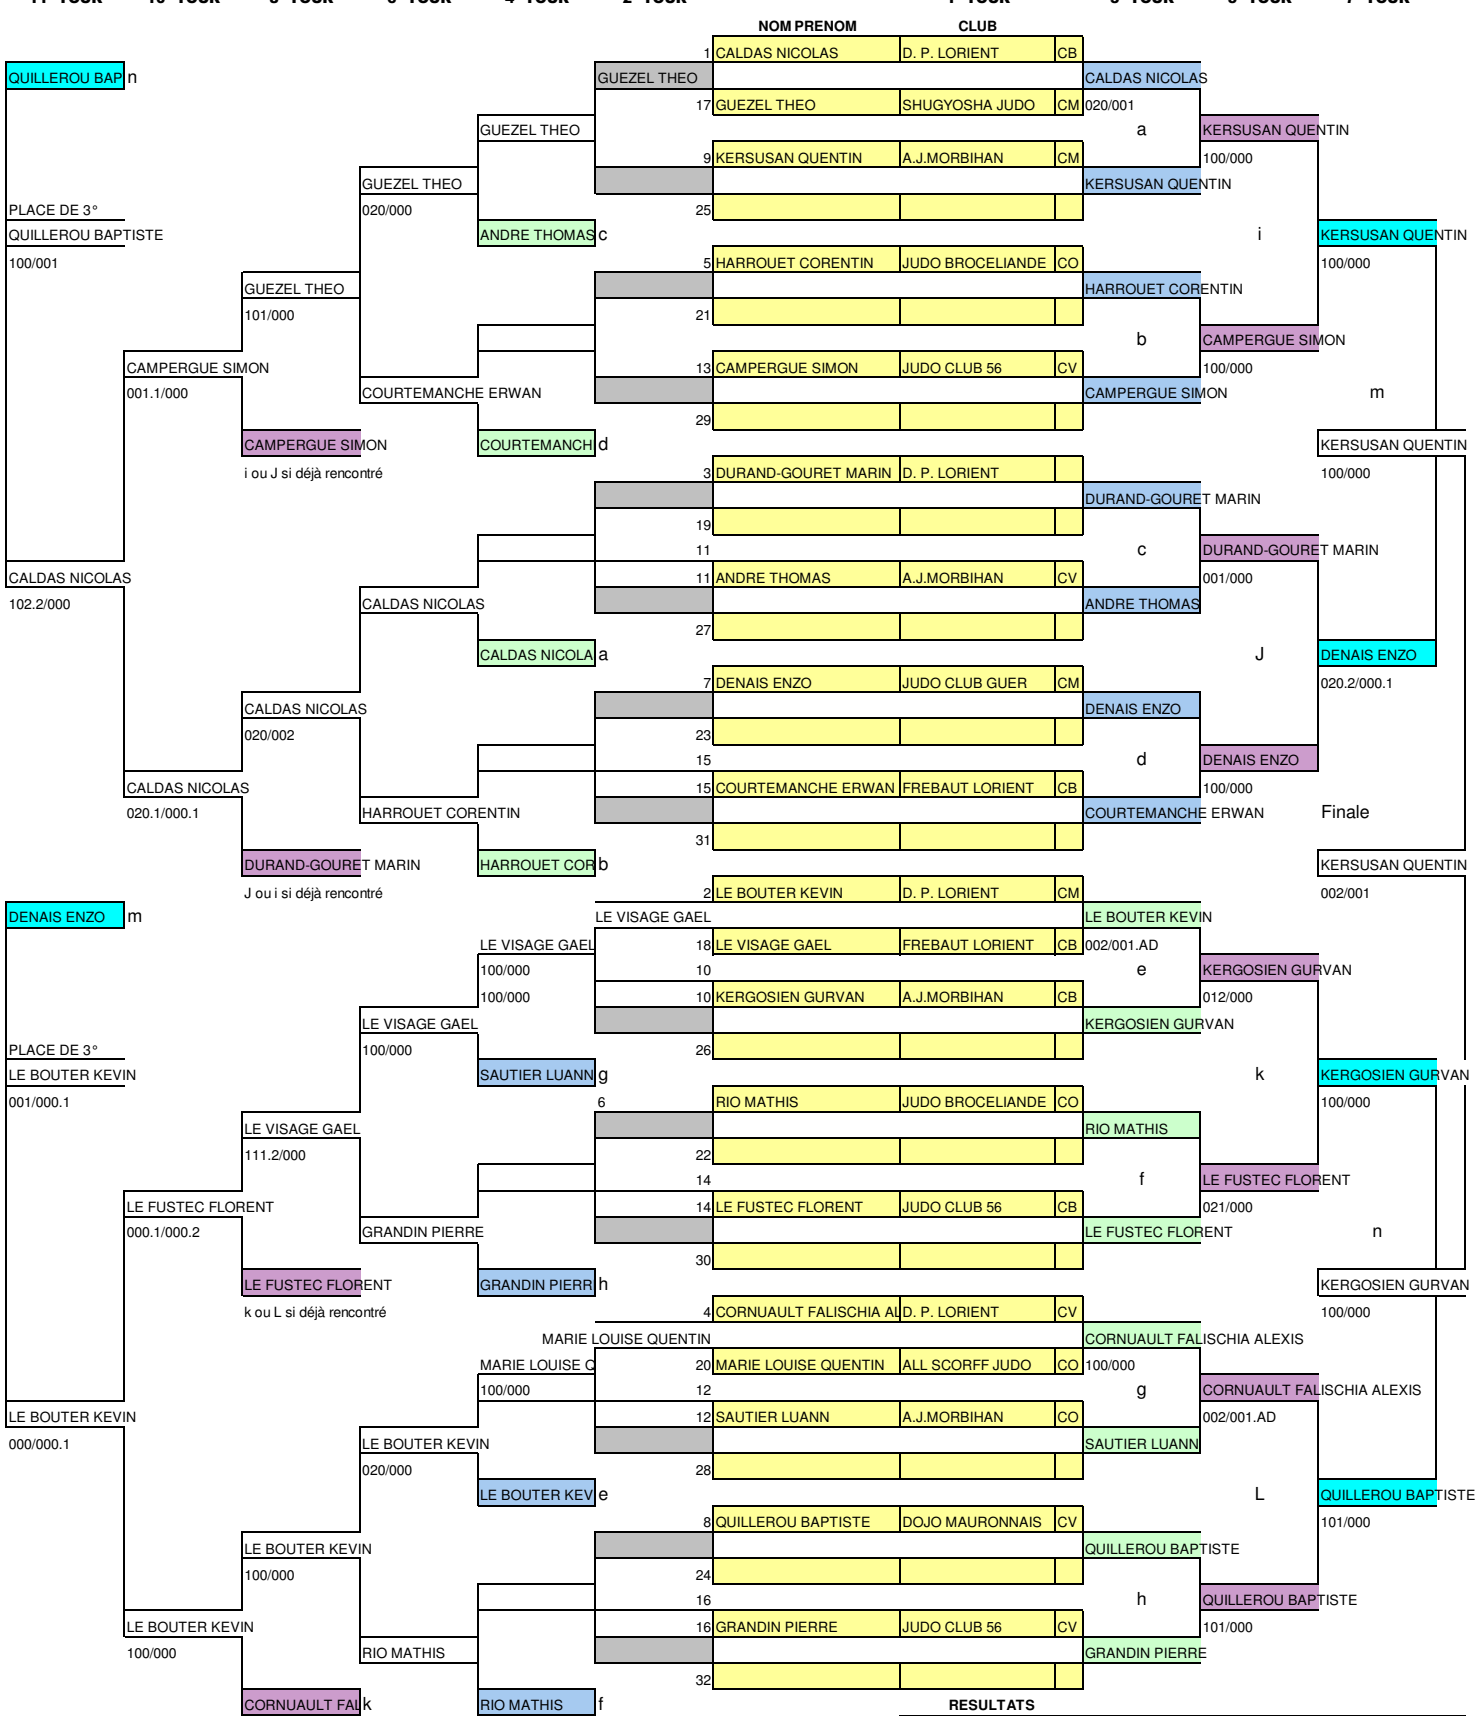 NOM PRENOM CLUB
1 CALDAS NICOLAS D. P. LORIENT CB
QUILLEROU BAP n GUEZEL THEO CALDAS NICOLAS
17 GUEZEL THEO SHUGYOSHA JUDO CM 020/001
GUEZEL THEO a KERSUSAN QUENTIN
9 KERSUSAN QUENTIN A.J.MORBIHAN CM 100/000
GUEZEL THEO KERSUSAN QUENTIN
PLACE DE 3° 020/000 25
QUILLEROU BAPTISTE ANDRE THOMAS c i KERSUSAN QUENTIN
100/001 5 HARROUET CORENTIN JUDO BROCELIANDE CO 100/000
GUEZEL THEO HARROUET CORENTIN
101/000 21
b CAMPERGUE SIMON
CAMPERGUE SIMON 13 CAMPERGUE SIMON JUDO CLUB 56 CV 100/000
001.1/000 COURTEMANCHE ERWAN CAMPERGUE SIMON m
29
CAMPERGUE SIMON COURTEMANCH d KERSUSAN QUENTIN
i ou J si déjà rencontré 3 DURAND-GOURET MARIN D. P. LORIENT 100/000
DURAND-GOURET MARIN
19
11 c DURAND-GOURET MARIN
CALDAS NICOLAS 11 ANDRE THOMAS A.J.MORBIHAN CV 001/000
102.2/000 CALDAS NICOLAS ANDRE THOMAS
27
CALDAS NICOLA a J DENAIS ENZO
7 DENAIS ENZO JUDO CLUB GUER CM 020.2/000.1
CALDAS NICOLAS DENAIS ENZO
020/002 23
15 d DENAIS ENZO
CALDAS NICOLAS 15 COURTEMANCHE ERWAN FREBAUT LORIENT CB 100/000
020.1/000.1 HARROUET CORENTIN COURTEMANCHE ERWAN Finale
31
DURAND-GOURET MARIN HARROUET COR b KERSUSAN QUENTIN
J ou i si déjà rencontré 2 LE BOUTER KEVIN D. P. LORIENT CM 002/001
DENAIS ENZO m LE VISAGE GAEL LE BOUTER KEVIN
LE VISAGE GAEL 18 LE VISAGE GAEL FREBAUT LORIENT CB 002/001.AD
100/000 10 e KERGOSIEN GURVAN
100/000 10 KERGOSIEN GURVAN A.J.MORBIHAN CB 012/000
LE VISAGE GAEL KERGOSIEN GURVAN
PLACE DE 3° 100/000 26
LE BOUTER KEVIN SAUTIER LUANN g k KERGOSIEN GURVAN
001/000.1 6 RIO MATHIS JUDO BROCELIANDE CO 100/000
LE VISAGE GAEL RIO MATHIS
111.2/000 22
14 f LE FUSTEC FLORENT
LE FUSTEC FLORENT 14 LE FUSTEC FLORENT JUDO CLUB 56 CB 021/000
000.1/000.2 GRANDIN PIERRE LE FUSTEC FLORENT n
30
LE FUSTEC FLORENT GRANDIN PIERR h KERGOSIEN GURVAN
k ou L si déjà rencontré 4 CORNUAULT FALISCHIA AL D. P. LORIENT CV 100/000
MARIE LOUISE QUENTIN CORNUAULT FALISCHIA ALEXIS
MARIE LOUISE Q 20 MARIE LOUISE QUENTIN ALL SCORFF JUDO CO 100/000
100/000 12 g CORNUAULT FALISCHIA ALEXIS
LE BOUTER KEVIN 12 SAUTIER LUANN A.J.MORBIHAN CO 002/001.AD
000/000.1 LE BOUTER KEVIN SAUTIER LUANN
020/000 28
LE BOUTER KEV e L QUILLEROU BAPTISTE
8 QUILLEROU BAPTISTE DOJO MAURONNAIS CV 101/000
LE BOUTER KEVIN QUILLEROU BAPTISTE
100/000 24
16 h QUILLEROU BAPTISTE
LE BOUTER KEVIN 16 GRANDIN PIERRE JUDO CLUB 56 CV 101/000
100/000 RIO MATHIS GRANDIN PIERRE
32
CORNUAULT FAL k RIO MATHIS f RESULTATS